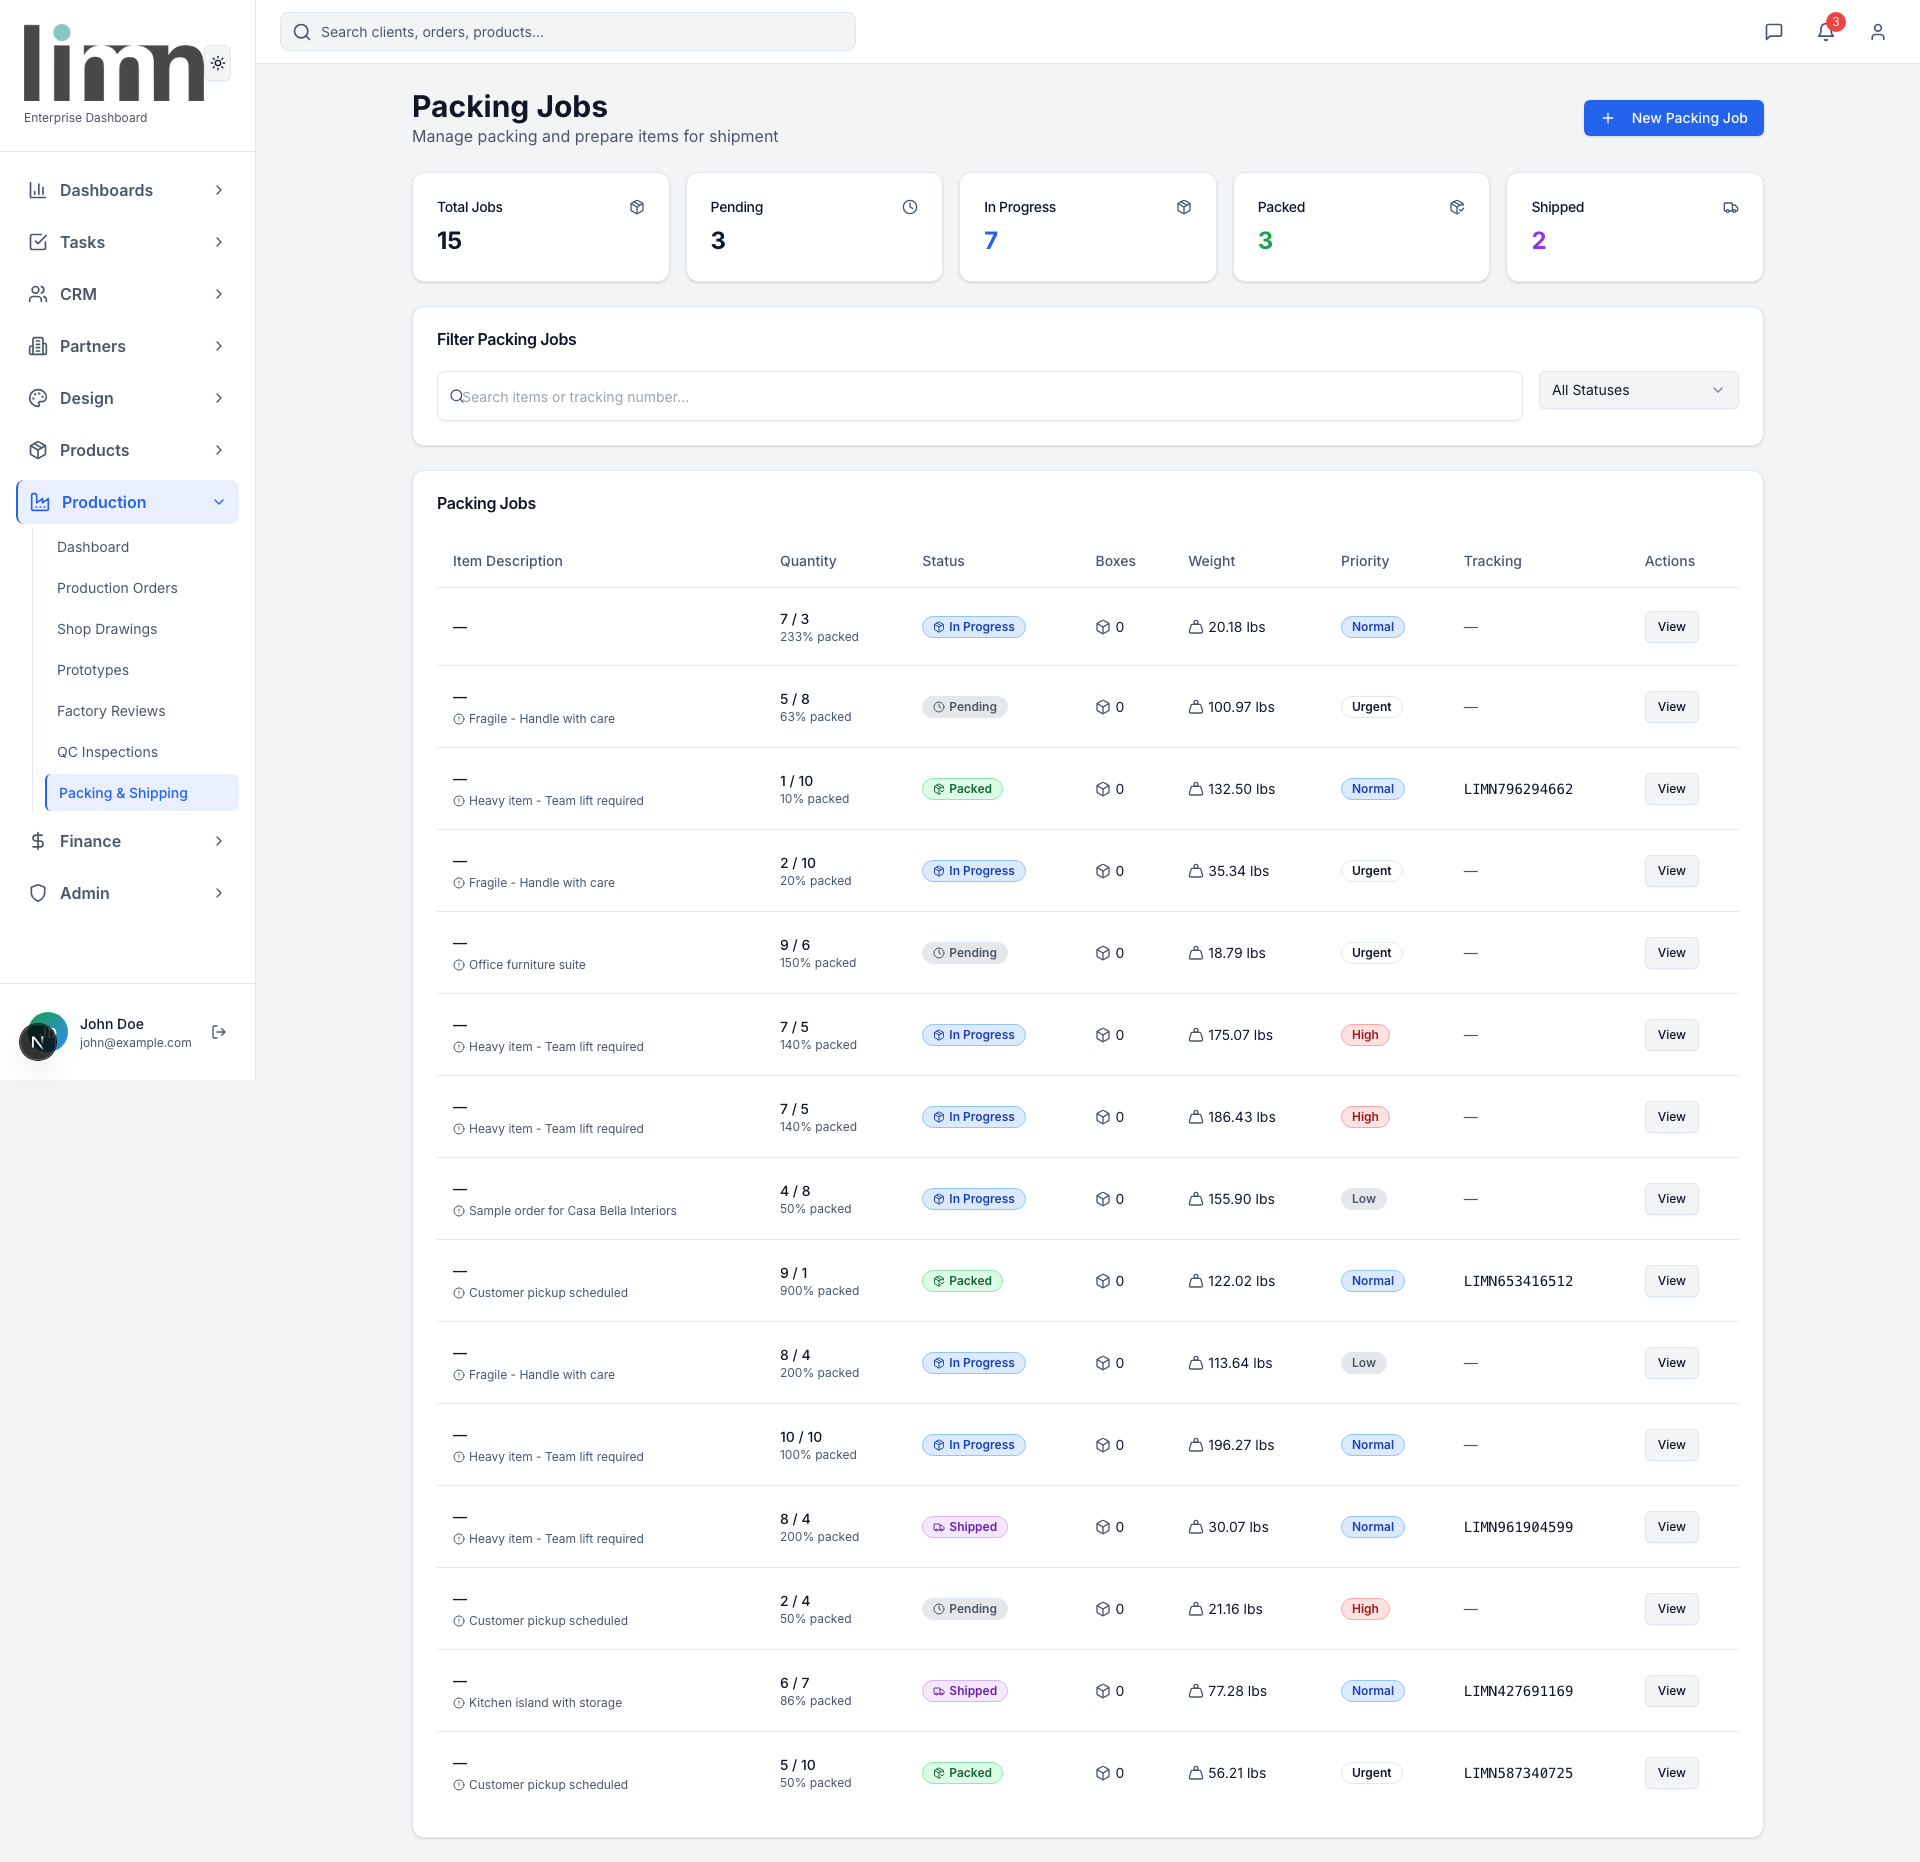 limn
Enterprise Dashboard
Search clients, orders, products...
3
Dashboards
Tasks
CRM
Partners
Design
Products
Production
Dashboard
Production Orders
Shop Drawings
Prototypes
Factory Reviews
QC Inspections
Packing & Shipping
Finance
Admin
N
John Doe
john@example.com
Packing Jobs
Manage packing and prepare items for shipment
New Packing Job
Total Jobs
15
Pending
3
In Progress
7
Packed
3
Shipped
2
Filter Packing Jobs
Search items or tracking number...
All Statuses
Packing Jobs
Item Description Quantity Status Boxes Weight Priority Tracking Actions
— 7 / 3 In Progress 0 20.18 lbs Normal — View
233% packed
— 5 / 8 Pending 0 100.97 lbs Urgent — View
Fragile - Handle with care 63% packed
— 1 / 10 Packed 0 132.50 lbs Normal LIMN796294662 View
Heavy item - Team lift required 10% packed
— 2 / 10 In Progress 0 35.34 lbs Urgent — View
Fragile - Handle with care 20% packed
— 9 / 6 Pending 0 18.79 lbs Urgent — View
Office furniture suite 150% packed
— 7 / 5 In Progress 0 175.07 lbs High — View
Heavy item - Team lift required 140% packed
— 7 / 5 In Progress 0 186.43 lbs High — View
Heavy item - Team lift required 140% packed
— 4 / 8 In Progress 0 155.90 lbs Low — View
Sample order for Casa Bella Interiors 50% packed
— 9 / 1 Packed 0 122.02 lbs Normal LIMN653416512 View
Customer pickup scheduled 900% packed
— 8 / 4 In Progress 0 113.64 lbs Low — View
Fragile - Handle with care 200% packed
— 10 / 10 In Progress 0 196.27 lbs Normal — View
Heavy item - Team lift required 100% packed
— 8 / 4 Shipped 0 30.07 lbs Normal LIMN961904599 View
Heavy item - Team lift required 200% packed
— 2 / 4 Pending 0 21.16 lbs High — View
Customer pickup scheduled 50% packed
— 6 / 7 Shipped 0 77.28 lbs Normal LIMN427691169 View
Kitchen island with storage 86% packed
— 5 / 10 Packed 0 56.21 lbs Urgent LIMN587340725 View
Customer pickup scheduled 50% packed